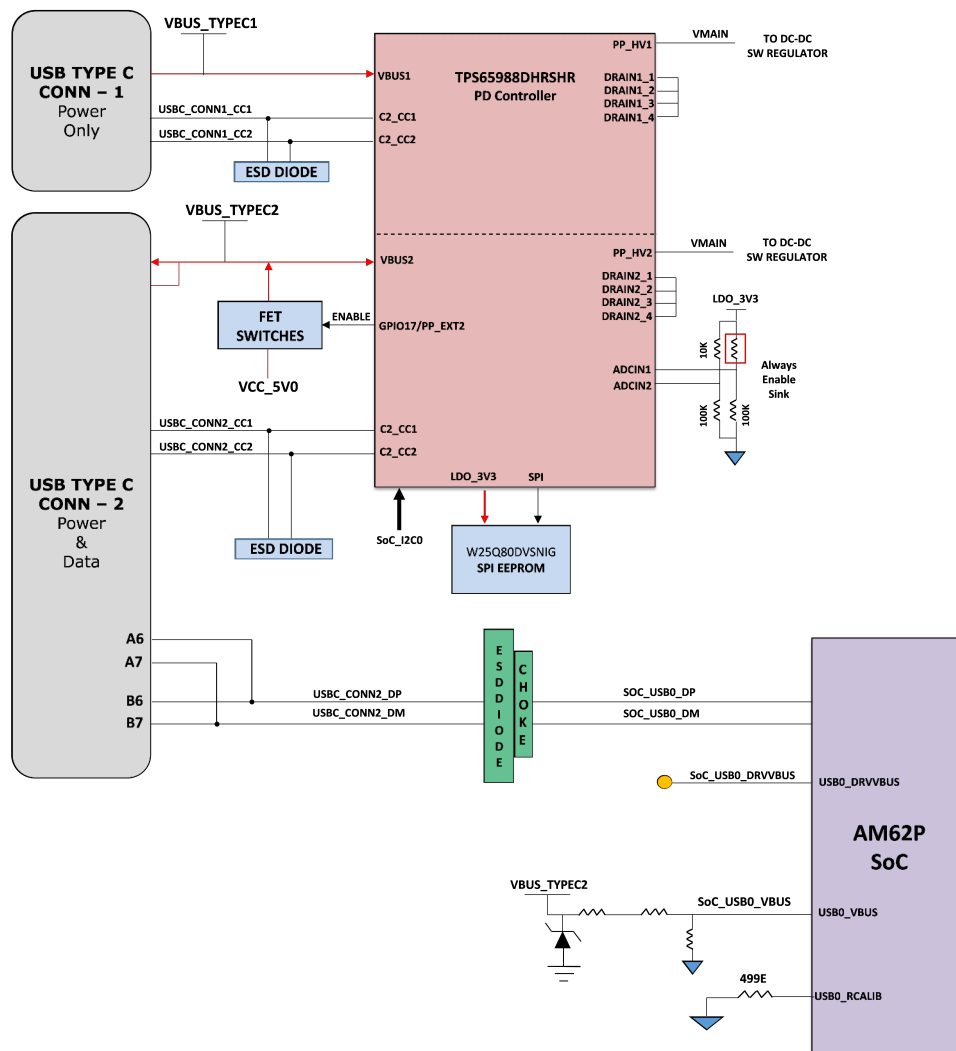 VBUS_TYPEC1
USB TYPE C
CONN – 1
Power
Only
USBC_CONN1_CC1
USBC_CONN1_CC2
ESD DIODE
VBUS1
C2_CC1
C2_CC2
TPS65988DHRSHR
PD Controller
PP_HV1
DRAIN1_1
DRAIN1_2
DRAIN1_3
DRAIN1_4
VMAIN
TO DC-DC
SW REGULATOR
VBUS_TYPEC2
VBUS2
FET
SWITCHES
ENABLE
GPIO17/PP_EXT2
VCC_5V0
PP_HV2
DRAIN2_1
DRAIN2_2
DRAIN2_3
DRAIN2_4
VMAIN
TO DC-DC
SW REGULATOR
LDO_3V3
10K
ADCIN1
ADCIN2
Always
Enable
Sink
100K
100K
USBC_CONN2_CC1
USBC_CONN2_CC2
C2_CC1
C2_CC2
USB TYPE C
CONN – 2
Power
&
Data
ESD DIODE
LDO_3V3
SPI
SoC_I2C0
W25Q80DVSNIG
SPI EEPROM
A6
A7
B6
B7
USBC_CONN2_DP
USBC_CONN2_DM
ESDDIODE
CHOKE
SOC_USB0_DP
SOC_USB0_DM
SoC_USB0_DRVVBUS
USB0_DRVVBUS
AM62P
SoC
VBUS_TYPEC2
SoC_USB0_VBUS
USB0_VBUS
499E
USB0_RCALIB